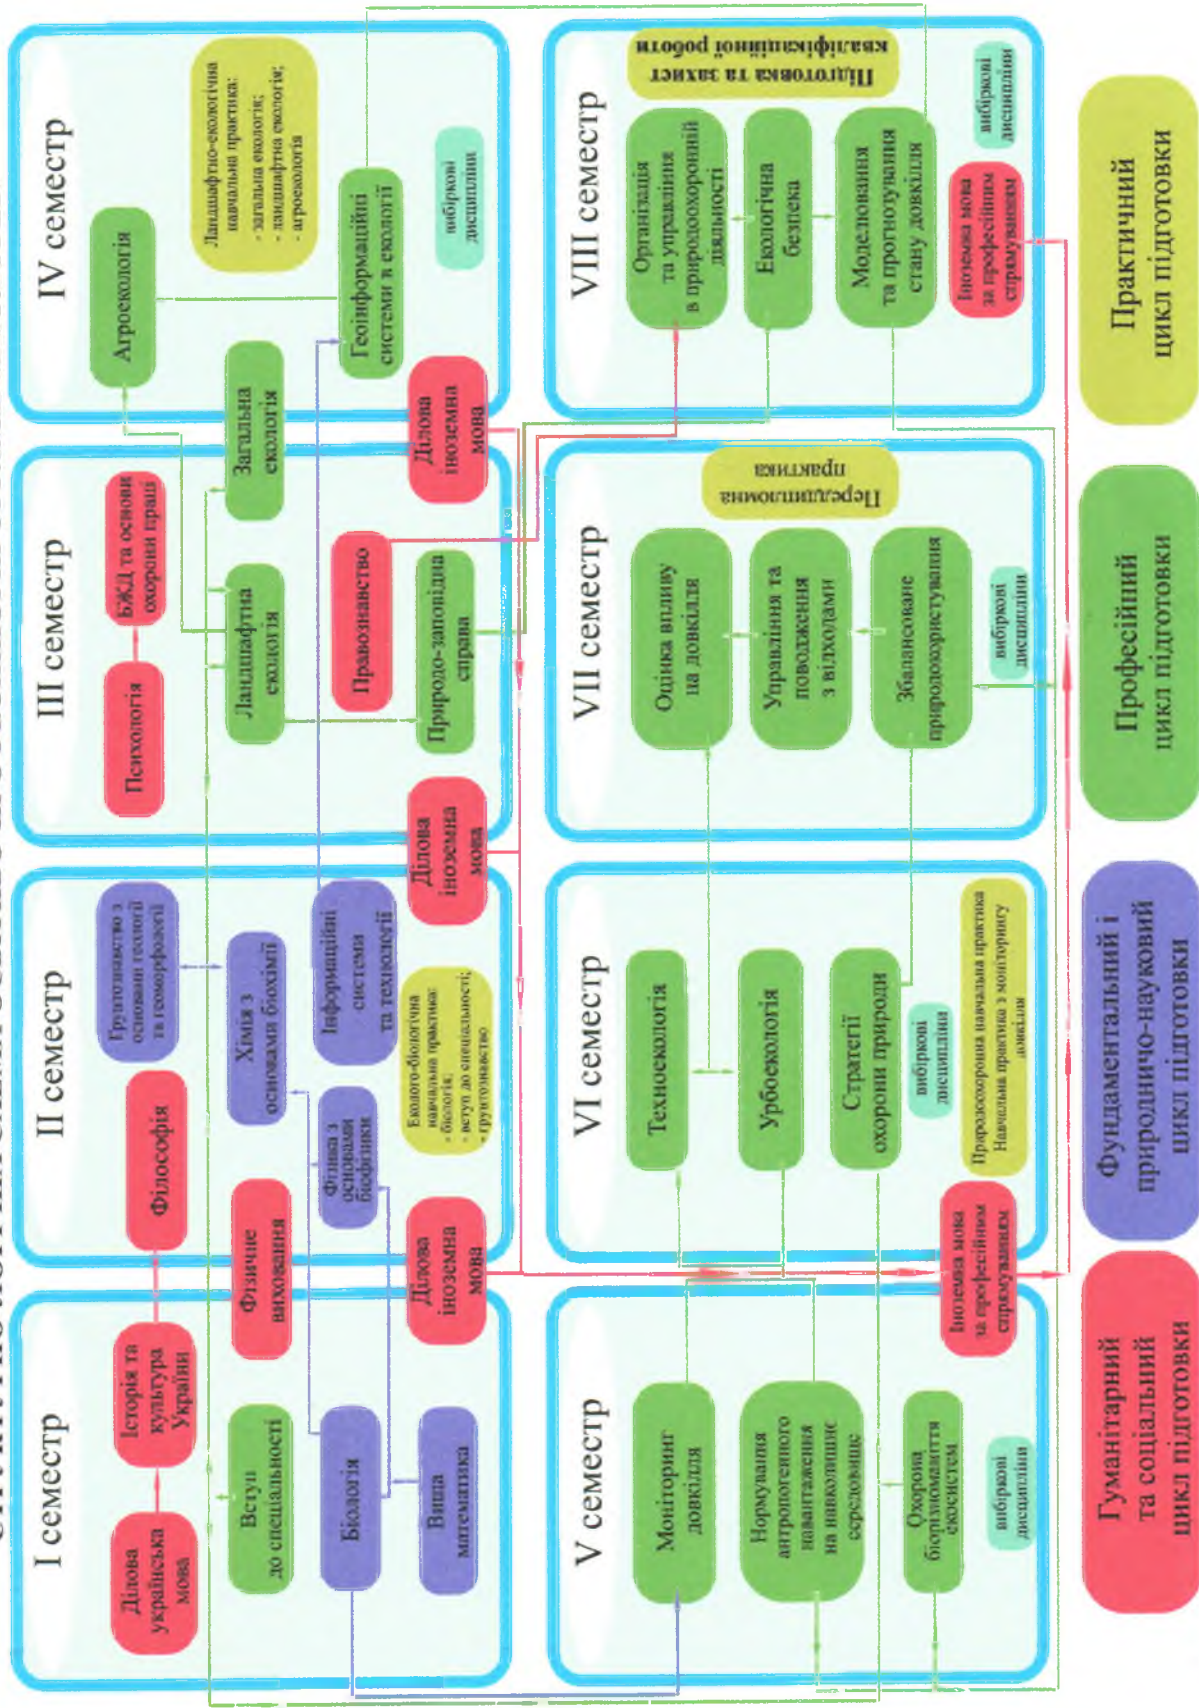 I семестр
Ділова
українська
мова
Історія та
культура
України
Вступ
до спеціальності
Фізичне
виховання
Біологія
Вища
математика
Ділова
іноземна
мова
II семестр
Філософія
Грунтознавство з
основами геології
та геоморфології
Хімія з
основами біохімії
Фізика з
основами
біофізики
Інформаційні
системи
та технології
Еколого-біологічна
навчальна практика:
- біологія;
- вступ до спеціальності;
- грунтознавство
Ділова
іноземна
мова
III семестр
Психологія
БЖД та основи
охорони праці
Ландшафтна
екологія
Загальна
екологія
Правознавство
Природо-заповідна
справа
Ділова
іноземна
мова
IV семестр
Агроекологія
Ландшафтно-екологічна
навчальна практика:
- загальна екологія;
- ландшафтна екологія;
- агроекологія
Геоінформаційні
системи в екології
вибіркові
дисципліни
V семестр
Моніторинг
довкілля
Нормування
антропогенного
навантаження
на навколишнє
середовище
Охорона
біорізноманіття
екосистем
вибіркові
дисципліни
Іноземна мова
за професійним
спрямуванням
VI семестр
Техноекологія
Урбоекологія
Стратегії
охорони природи
вибіркові
дисципліни
Природоохоронна навчальна практика
Навчальна практика з моніторингу
довкілля
VII семестр
Оцінка впливу
на довкілля
Переддипломна
практика
Управління та
поводження
з відходами
Збалансоване
природокористування
вибіркові
дисципліни
VIII семестр
Організація
та управління
в природоохоронній
діяльності
Підготовка та захист
кваліфікаційної роботи
Екологічна
безпека
Моделювання
та прогнозування
стану довкілля
Іноземна мова
за професійним
спрямуванням
вибіркові
дисципліни
Гуманітарний
та соціальний
цикл підготовки
Фундаментальний і
природничо-науковий
цикл підготовки
Професійний
цикл підготовки
Практичний
цикл підготовки